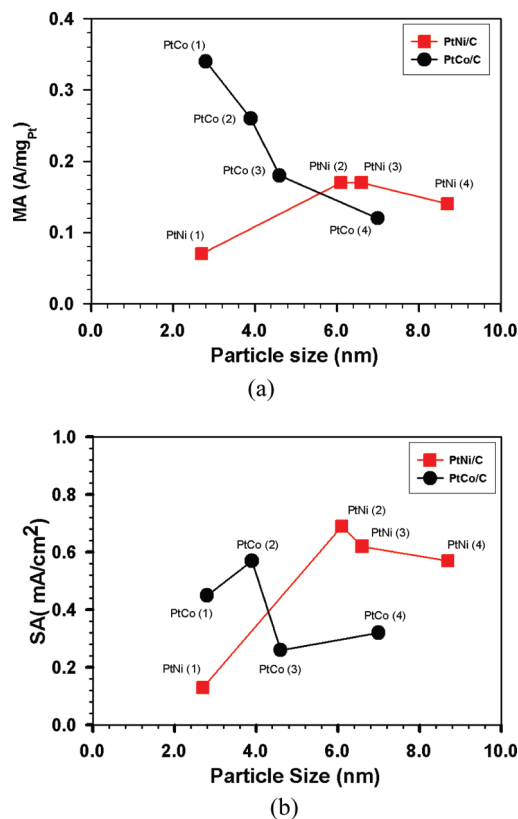 PtNi/C
PtCo/C
PtCo (1)
PtCo (2)
PtCo (3)
PtNi (2)
PtNi (3)
PtNi (4)
PtCo (4)
PtNi (1)
MA (A/mgPt)
0.4
0.3
0.2
0.1
0.0
0.0 2.0 4.0 6.0 8.0 10.0
Particle size (nm)
(a)
PtNi/C
PtCo/C
PtNi (2)
PtNi (3)
PtNi (4)
PtCo (2)
PtCo (1)
PtCo (4)
PtCo (3)
PtNi (1)
SA( mA/cm²)
1.0
0.8
0.6
0.4
0.2
0.0
0.0 2.0 4.0 6.0 8.0 10.0
Particle Size (nm)
(b)